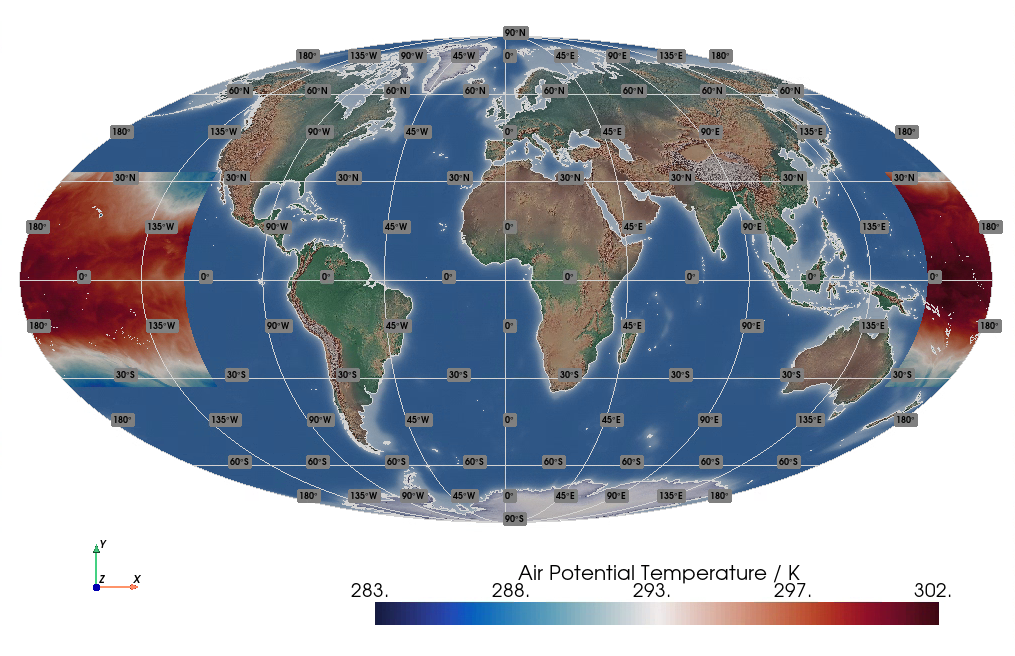 90°N
180° 135°W 90°W 45°W 0° 45°E 90°E 135°E 180°
60°N 60°N 60°N 60°N 60°N 60°N 60°N 60°N
180° 135°W 90°W 45°W 0° 45°E 90°E 135°E 180°
30°N 30°N 30°N 30°N 30°N 30°N 30°N
180° 135°W 90°W 45°W 0° 45°E 90°E 135°E 180°
0° 0° 0° 0° 0° 0° 0° 0°
180° 135°W 90°W 45°W 0° 45°E 90°E 135°E 180°
30°S 30°S 30°S 30°S 30°S 30°S 30°S 30°S
180° 135°W 90°W 45°W 0° 45°E 90°E 135°E 180°
60°S 60°S 60°S 60°S 60°S 60°S 60°S 60°S
180° 135°W 90°W 45°W 0° 45°E 90°E 135°E 180°
90°S
Y
Z X
Air Potential Temperature / K
283. 288. 293. 297. 302.